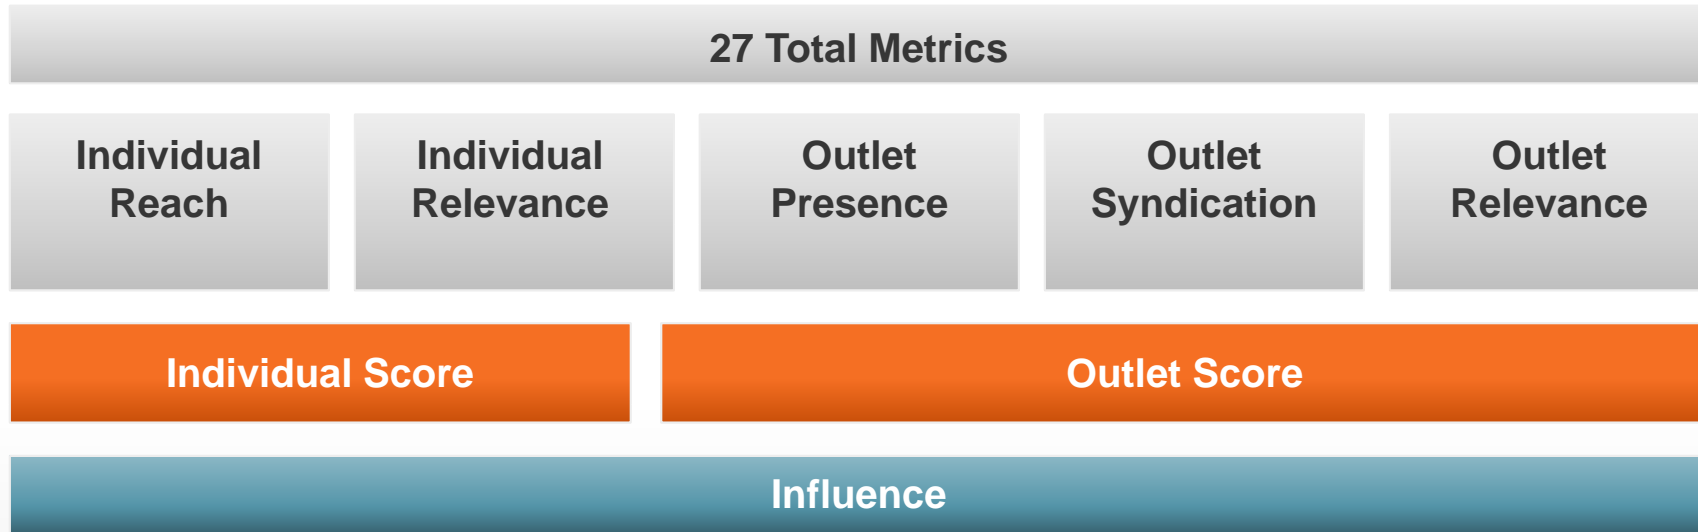 27 Total Metrics
Individual
Reach
Individual
Relevance
Outlet
Presence
Outlet
Syndication
Outlet
Relevance
Individual Score
Outlet Score
Influence